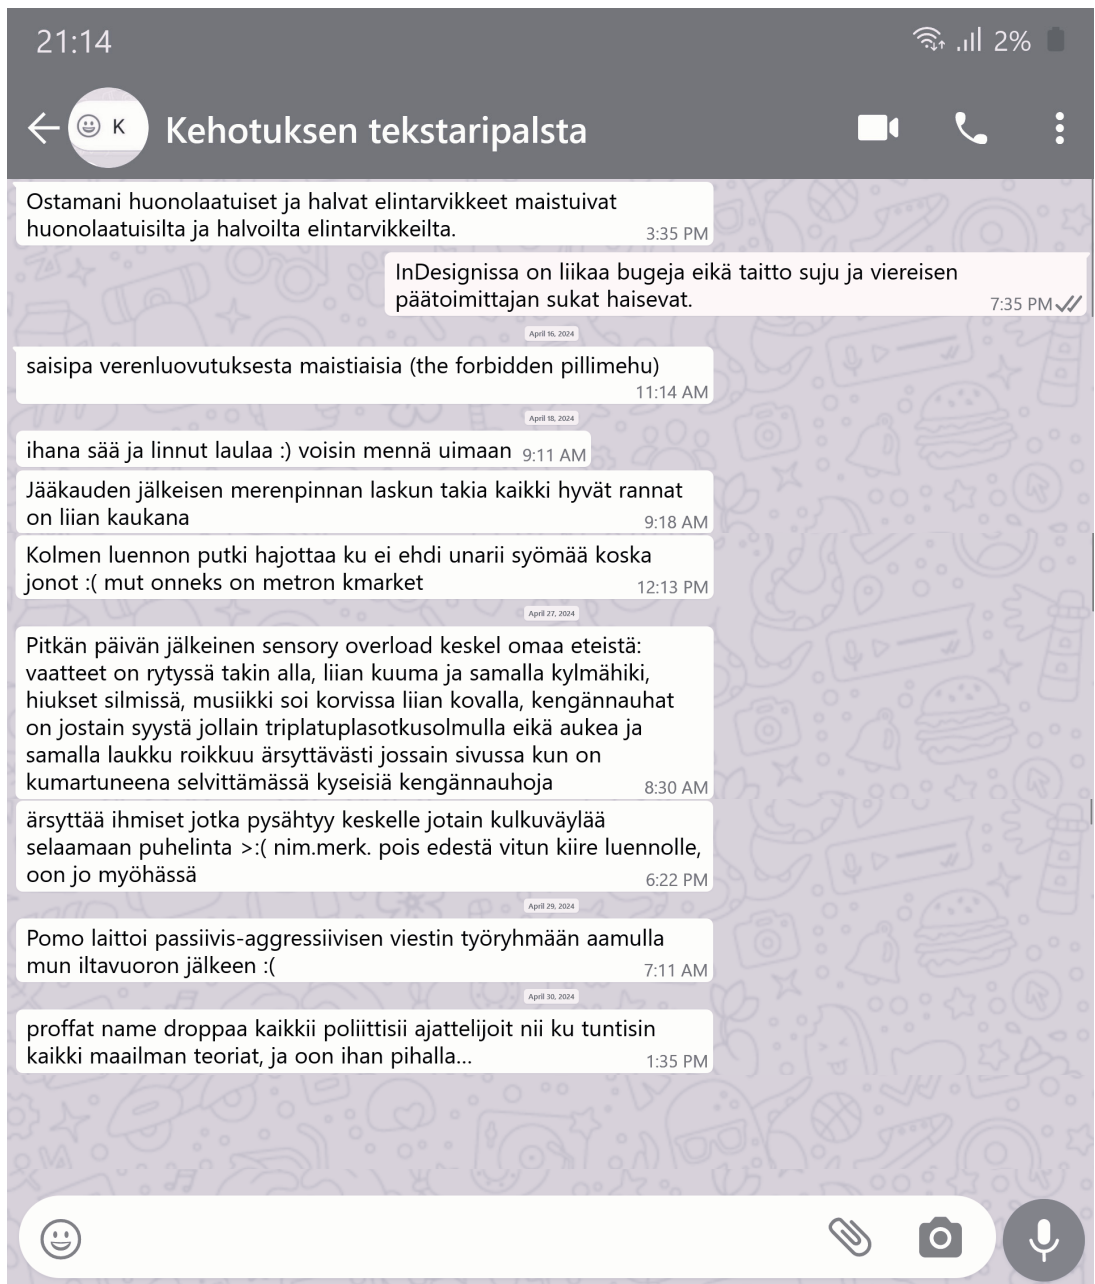 21:14
2%
K
Kehotuksen tekstaripalsta
Ostamani huonolaatuiset ja halvat elintarvikkeet maistuivat
huonolaatuisilta ja halvoilta elintarvikkeilta.
3:35 PM
InDesignissa on liikaa bugeja eikä taitto suju ja viereisen
päätoimittajan sukat haisevat.
7:35 PM
April 16, 2024
saisipa verenluovutuksesta maistiaisia (the forbidden pillimehu)
11:14 AM
April 18, 2024
ihana sää ja linnut laulaa :) voisin mennä uimaan 9:11 AM
Jääkauden jälkeisen merenpinnan laskun takia kaikki hyvät rannat
on liian kaukana
9:18 AM
Kolmen luennon putki hajottaa ku ei ehdi unarii syömää koska
jonot :( mut onneks on metron kmarket
12:13 PM
April 27, 2024
Pitkän päivän jälkeinen sensory overload keskel omaa eteistä:
vaatteet on rytyssä takin alla, liian kuuma ja samalla kylmähiki,
hiukset silmissä, musiikki soi korvissa liian kovalla, kengännauhat
on jostain syystä jollain triplatuplasotkusolmulla eikä aukea ja
samalla laukku roikkuu ärsyttävästi jossain sivussa kun on
kumartuneena selvittämässä kyseisiä kengännauhoja
8:30 AM
ärsyttää ihmiset jotka pysähtyy keskelle jotain kulkuväylää
selaamaan puhelinta >:( nim.merk. pois edestä vitun kiire luennolle,
oon jo myöhässä
6:22 PM
April 29, 2024
Pomo laittoi passiivis-aggressiivisen viestin työryhmään aamulla
mun iltavuoron jälkeen :(
7:11 AM
April 30, 2024
proffat name droppaa kaikkii poliittisii ajattelijoit nii ku tuntisin
kaikki maailman teoriat, ja oon ihan pihalla...
1:35 PM